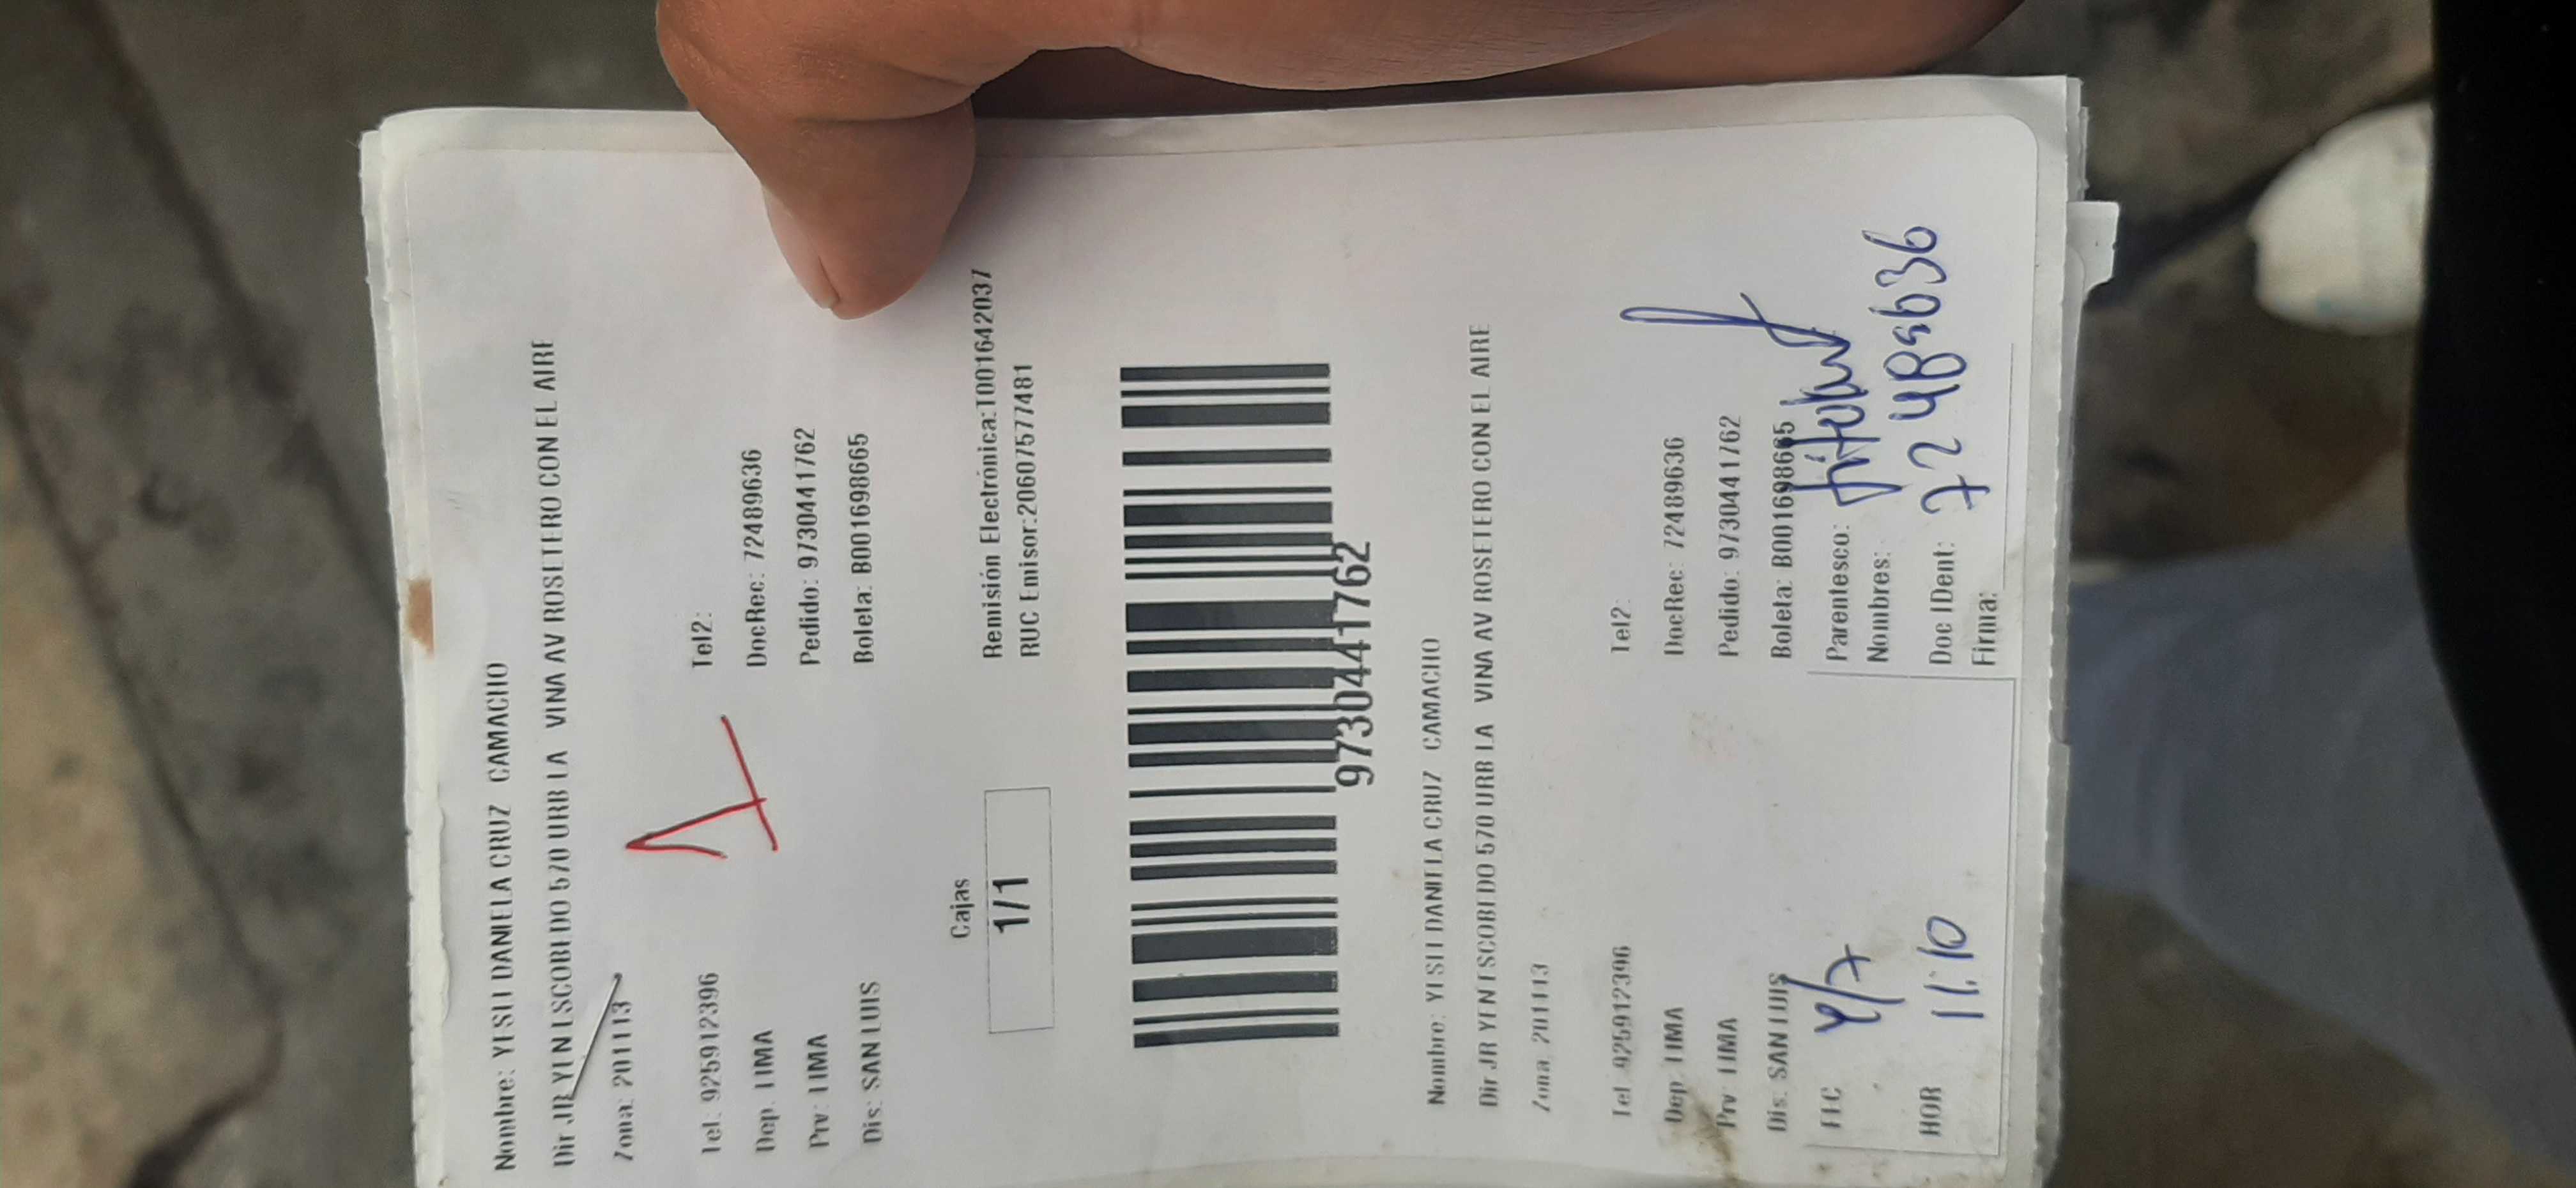 Nombre: YESLI DANIELA CRUZ CAMACHO
Dir JR YEN ESCOBEDO 570 URB LA VINA AV ROSETERO CON EL AIRE
Zona: 201113
Tel.: 925912396 Tel2:
Dep. LIMA DocRec: 72489636
Prv: LIMA Pedido: 9730441762
Dis: SAN LUIS Boleta: B001698665
Cajas
1/1
Remisión Electrónica:T001642037
RUC Emisor:20607577481
9730441762
Nombre: YESLI DANIELA CRUZ CAMACHO
Dir JR YEN ESCOBEDO 570 URB LA VINA AV ROSETERO CON EL AIRE
Zona 201113
Tel 925912396 Tel2:
Dep LIMA DocRec: 72489636
Prv LIMA Pedido: 9730441762
Dis: SAN LUIS Boleta: B001698665
FEC 4/7 Parentesco: titular
Nombres:
HOR 11:10 Doc IDent: 72489636
Firma: